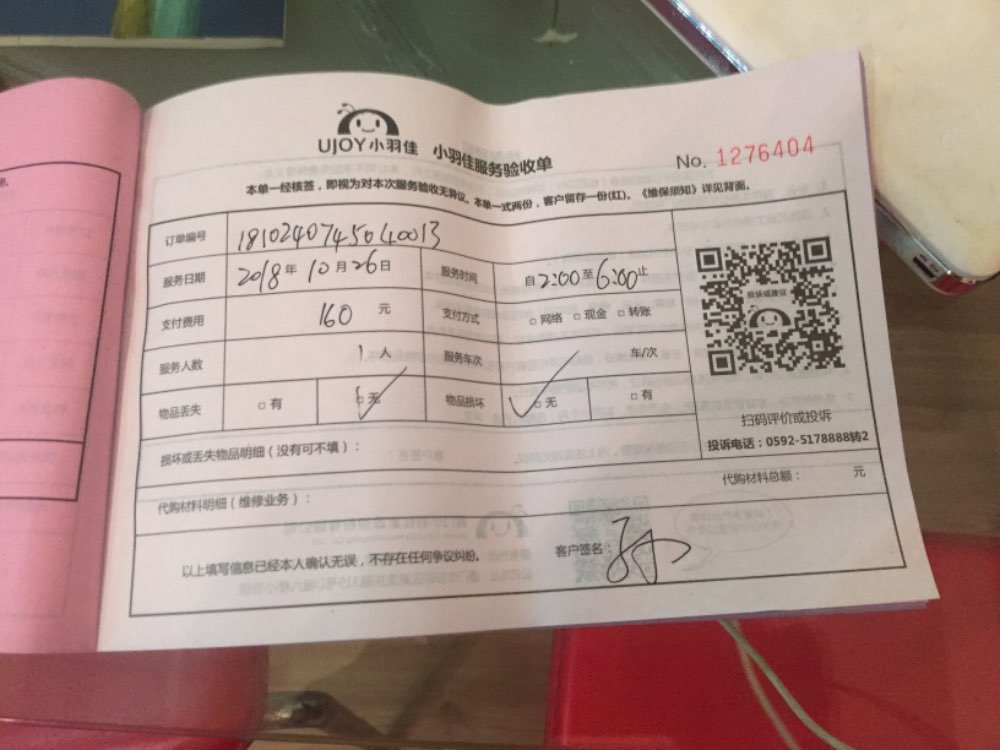 UJOY小羽佳 小羽佳服务验收单 No. 1276404
本单一经核签，即视为对本次服务验收无异议。本单一式两份，客户留存一份(红)。《维保须知》详见背面。
订单编号 1810240745040013
服务日期 2018年10月26日 服务时间 自2:00至6:00止
支付费用 160元 支付方式 □网络 □现金 □转账
服务人数 1人 服务车次 车/次
物品丢失 □有 □无 物品损坏 □无 □有
投诉或建议
扫码评价或投诉
投诉电话：0592-5178888转2
损坏或丢失物品明细（没有可不填）：
代购材料明细（维修业务）： 代购材料总额： 元
以上填写信息已经本人确认无误，不存在任何争议纠纷。 客户签名：